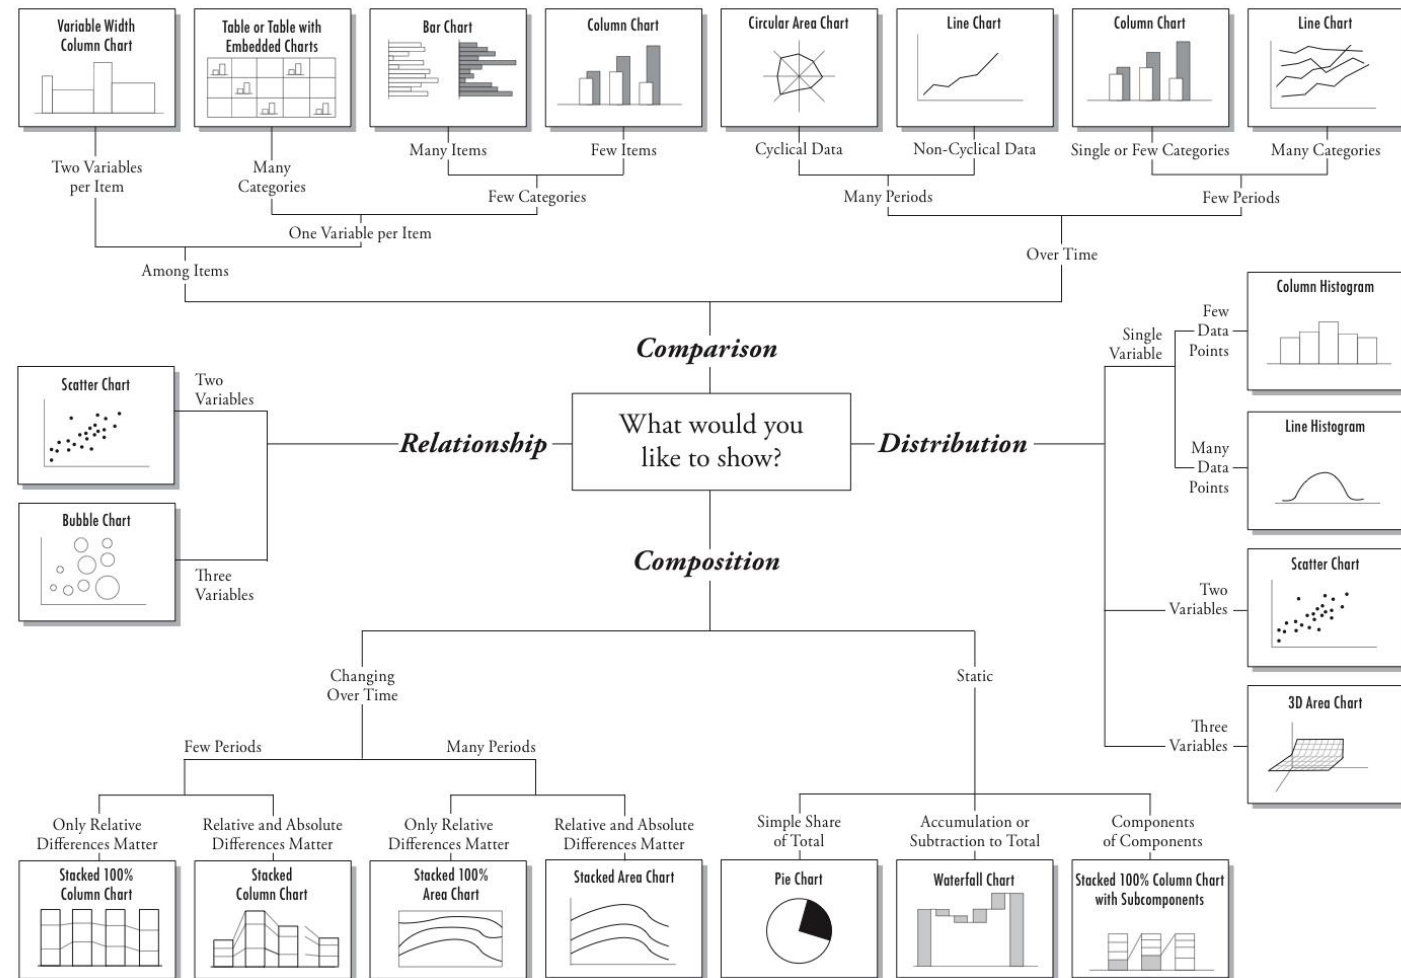 Variable Width
Column Chart
Table or Table with
Embedded Charts
Bar Chart
Column Chart
Circular Area Chart
Line Chart
Column Chart
Line Chart
Two Variables
per Item
Many
Categories
Many Items
Few Items
Cyclical Data
Non-Cyclical Data
Single or Few Categories
Many Categories
Few Categories
Many Periods
Few Periods
One Variable per Item
Among Items
Over Time
Comparison
What would you
like to show?
Relationship
Two
Variables
Scatter Chart
Three
Variables
Bubble Chart
Distribution
Single
Variable
Few
Data
Points
Column Histogram
Many
Data
Points
Line Histogram
Two
Variables
Scatter Chart
Three
Variables
3D Area Chart
Composition
Changing
Over Time
Static
Few Periods
Many Periods
Only Relative
Differences Matter
Relative and Absolute
Differences Matter
Only Relative
Differences Matter
Relative and Absolute
Differences Matter
Simple Share
of Total
Accumulation or
Subtraction to Total
Components
of Components
Stacked 100%
Column Chart
Stacked
Column Chart
Stacked 100%
Area Chart
Stacked Area Chart
Pie Chart
Waterfall Chart
Stacked 100% Column Chart
with Subcomponents